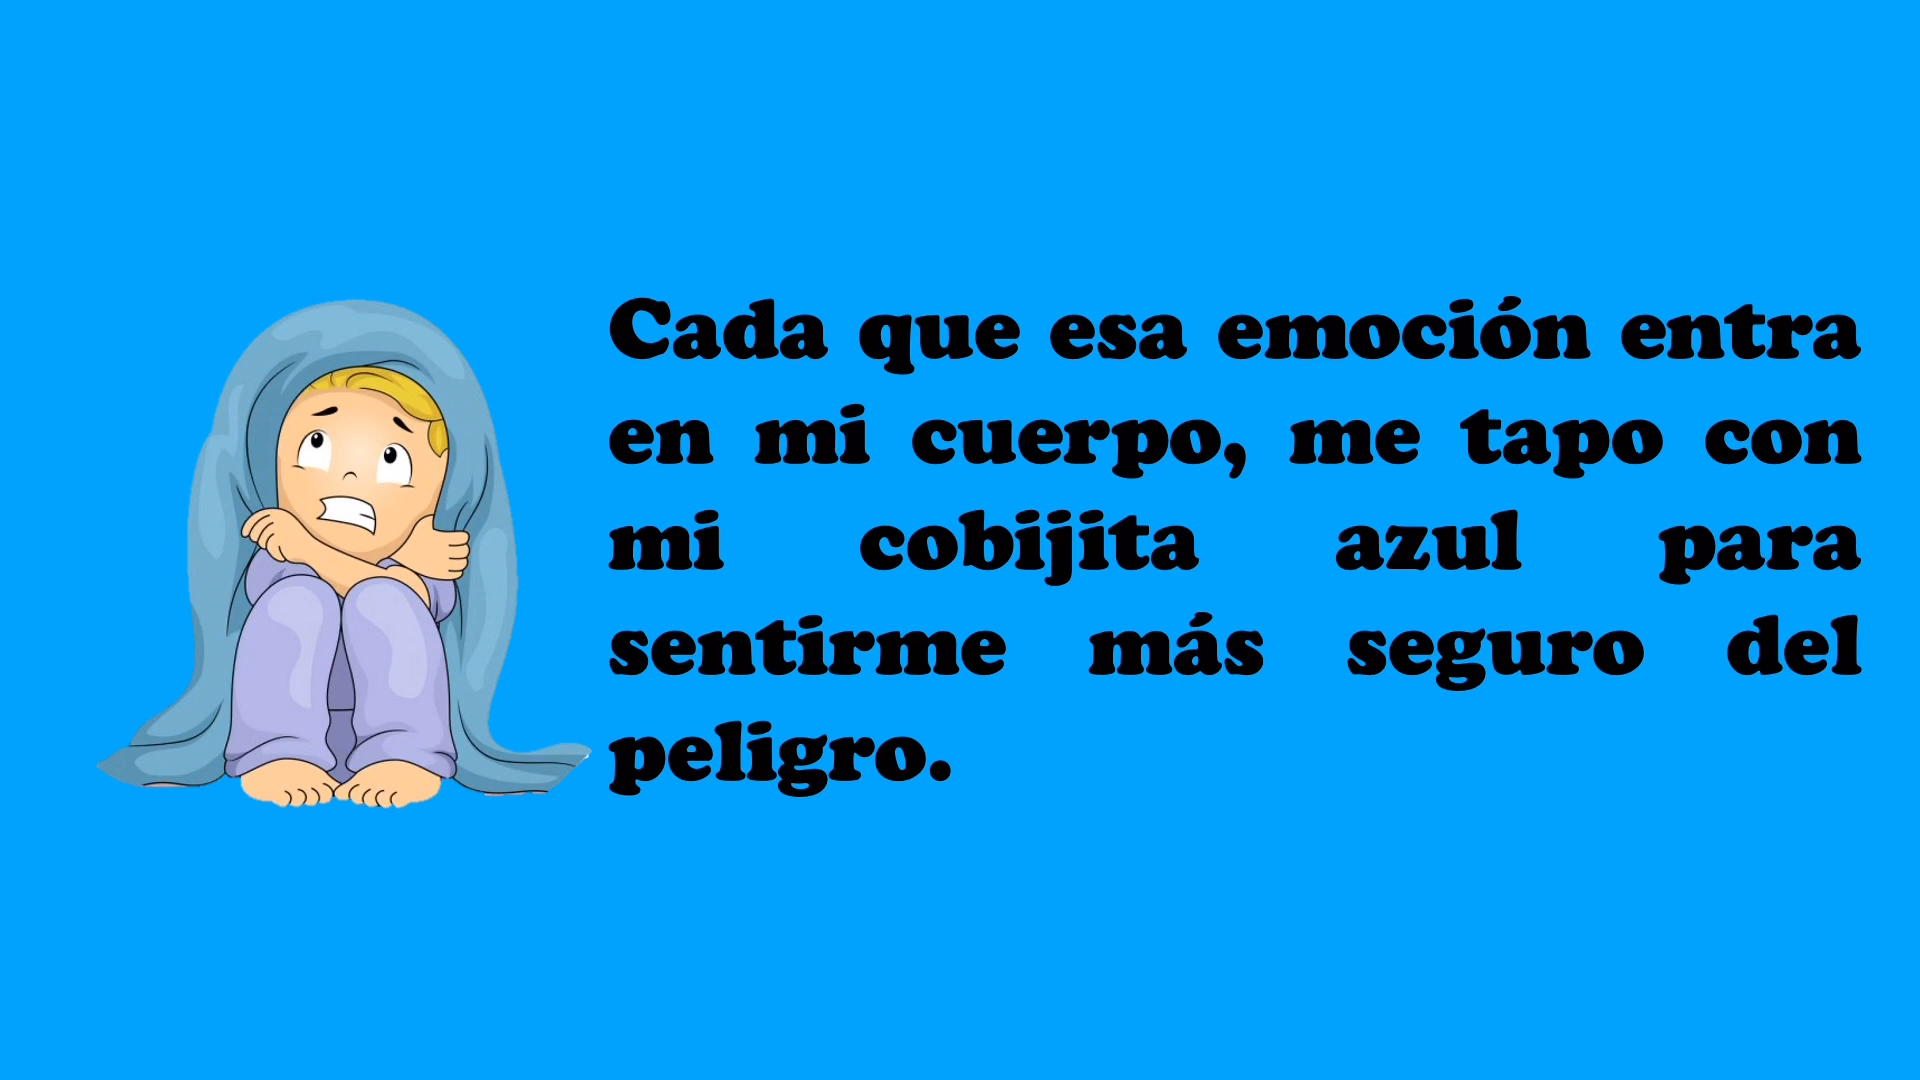 Cada que esa emoción entra
en mi cuerpo, me tapo con
mi cobijita azul para
sentirme más seguro del
peligro.